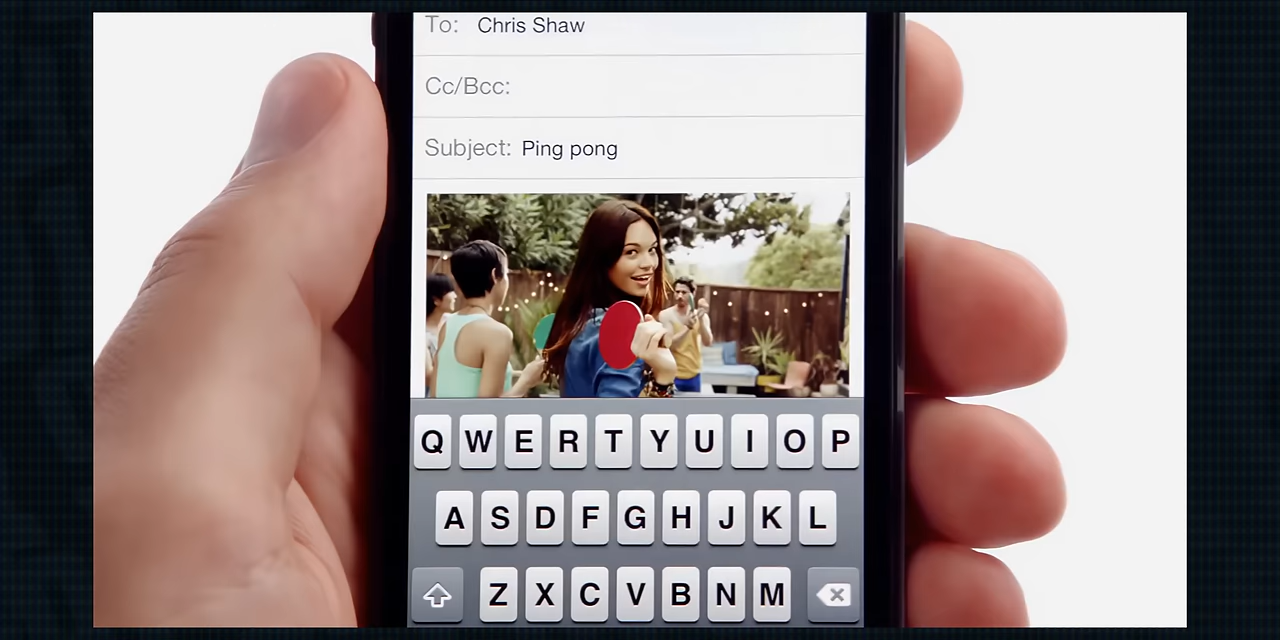 To: Chris Shaw
Cc/Bcc:
Subject: Ping pong
Q W E R T Y U I O P
A S D F G H J K L
Z X C V B N M